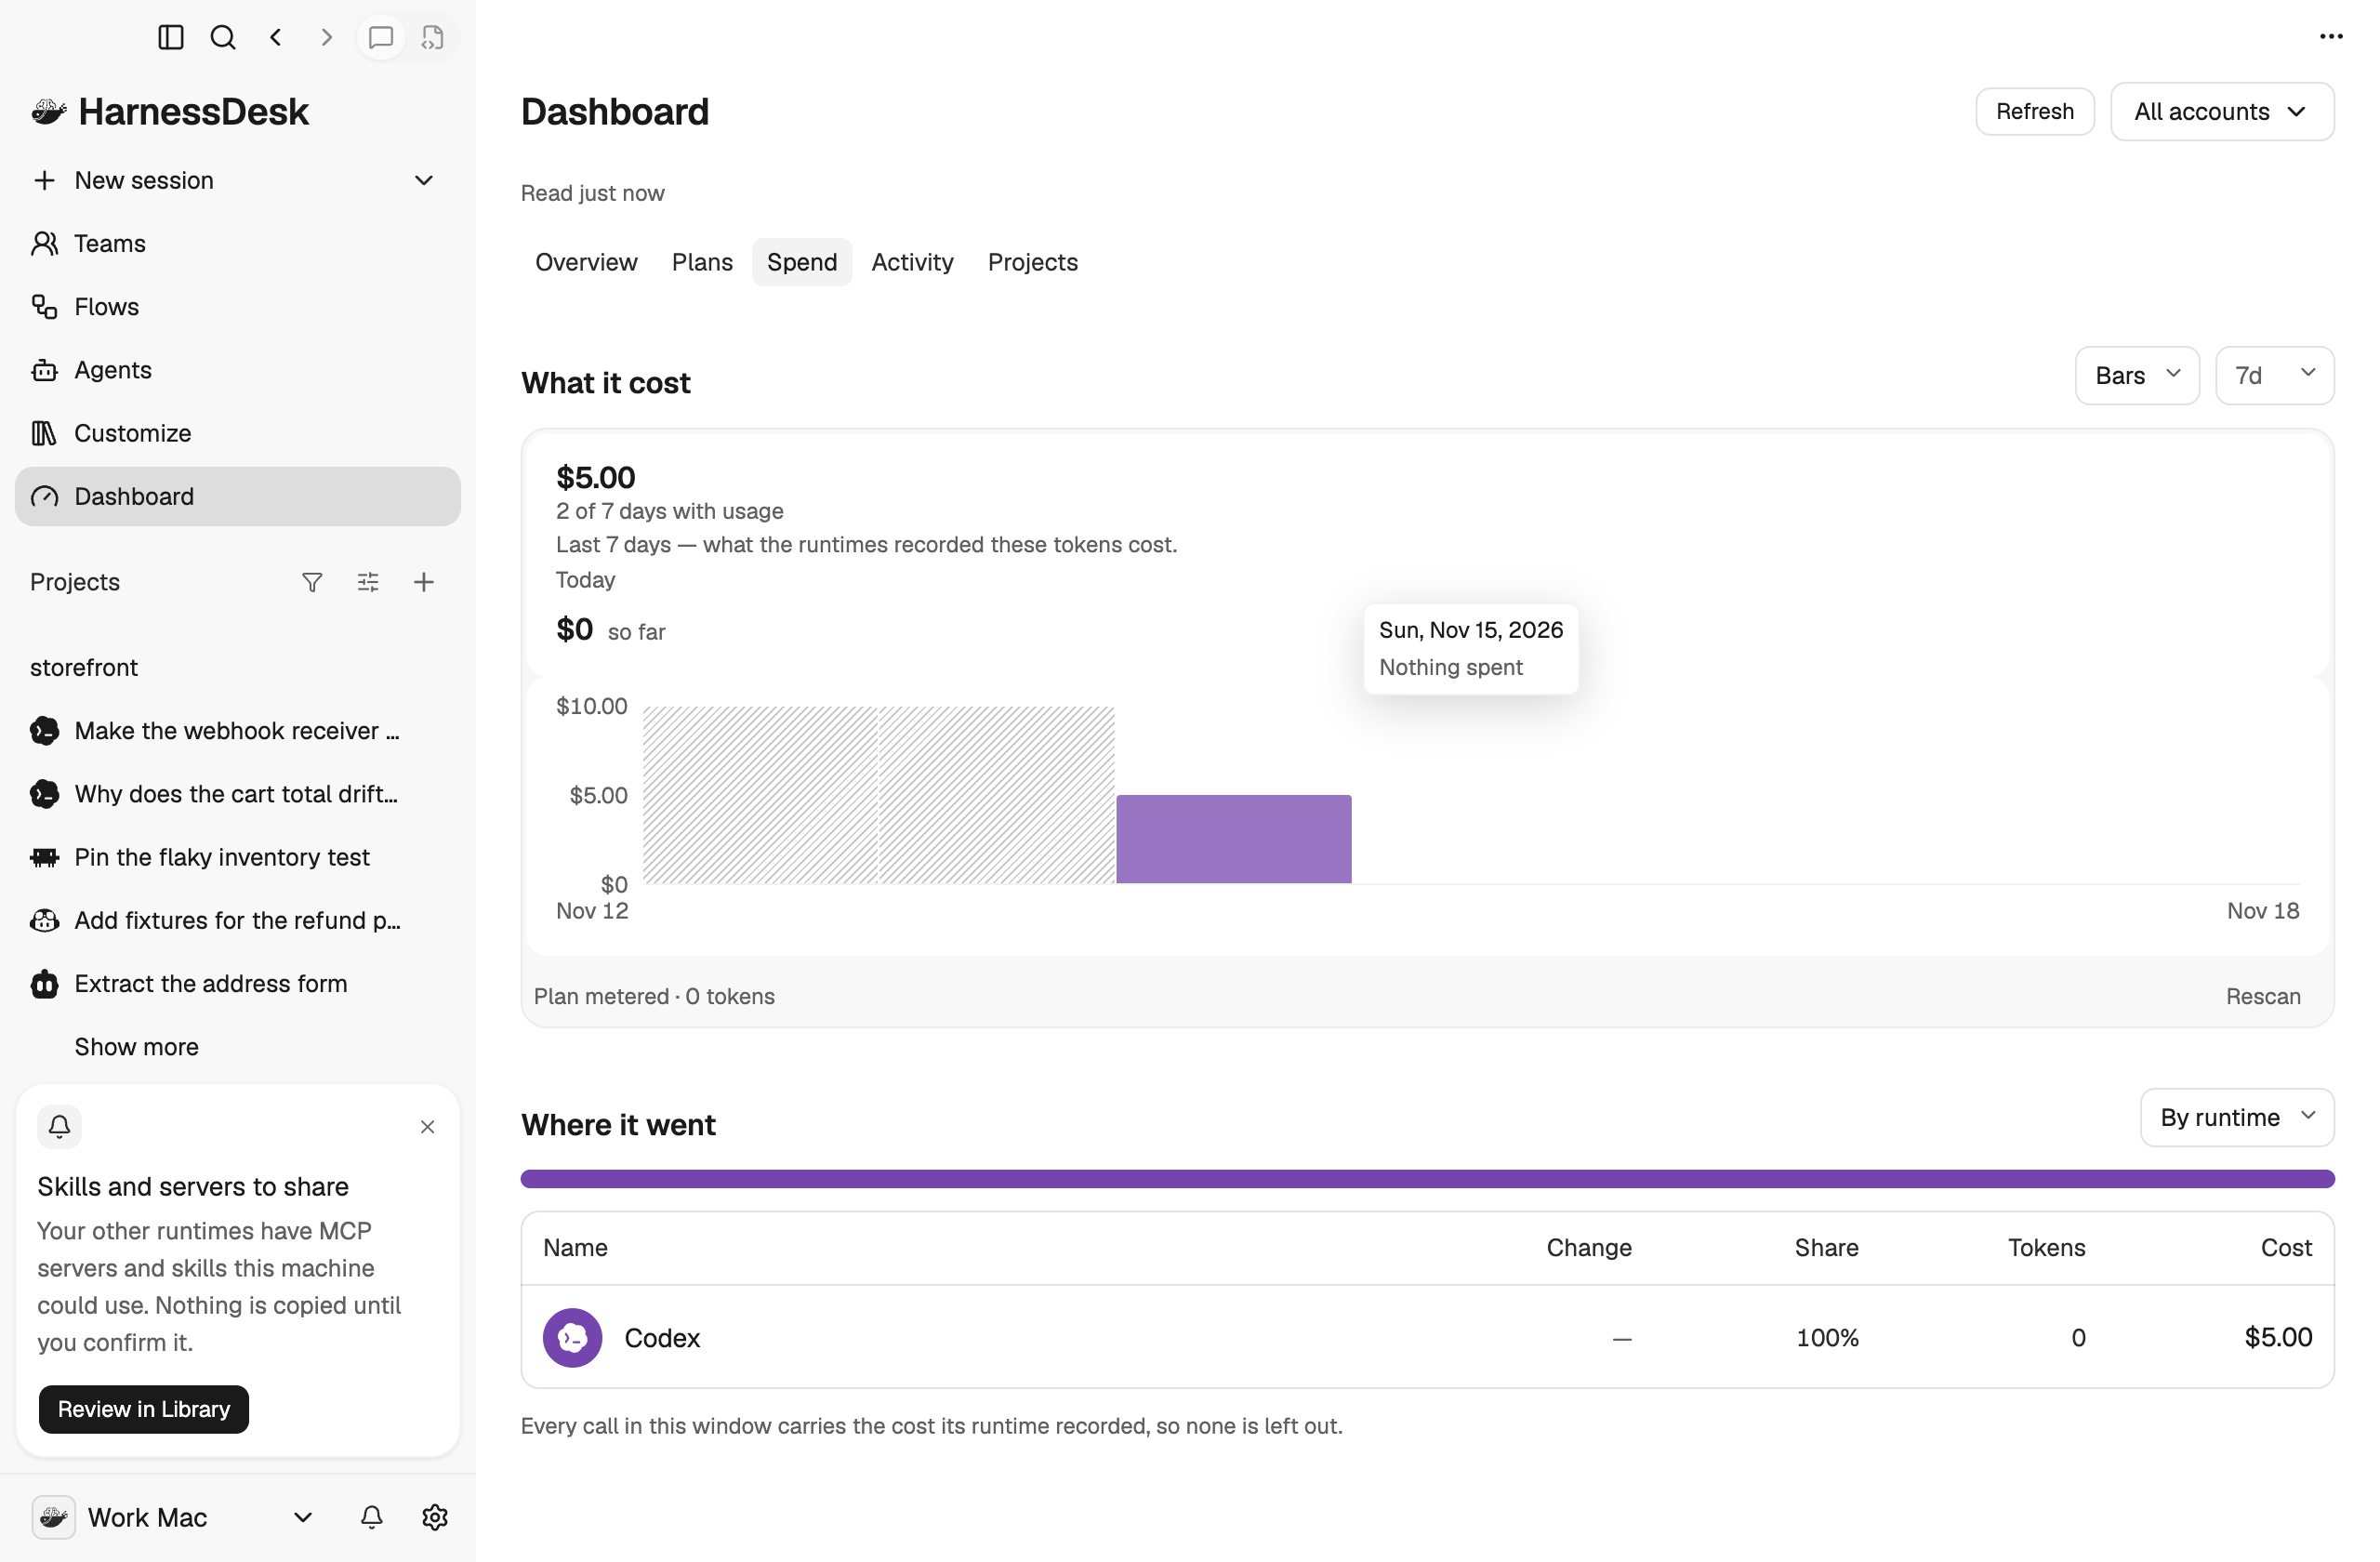 HarnessDesk
New session
Teams
Flows
Agents
Customize
Dashboard
Projects
storefront
Make the webhook receiver ...
Why does the cart total drift...
Pin the flaky inventory test
Add fixtures for the refund p...
Extract the address form
Show more
Skills and servers to share
Your other runtimes have MCP
servers and skills this machine
could use. Nothing is copied until
you confirm it.
Review in Library
Work Mac
Dashboard
Refresh
All accounts
Read just now
Overview Plans Spend Activity Projects
What it cost
Bars
7d
$5.00
2 of 7 days with usage
Last 7 days — what the runtimes recorded these tokens cost.
Today
$0 so far
Sun, Nov 15, 2026
Nothing spent
$10.00
$5.00
$0
Nov 12
Nov 18
Plan metered · 0 tokens
Rescan
Where it went
By runtime
Name Change Share Tokens Cost
Codex — 100% 0 $5.00
Every call in this window carries the cost its runtime recorded, so none is left out.